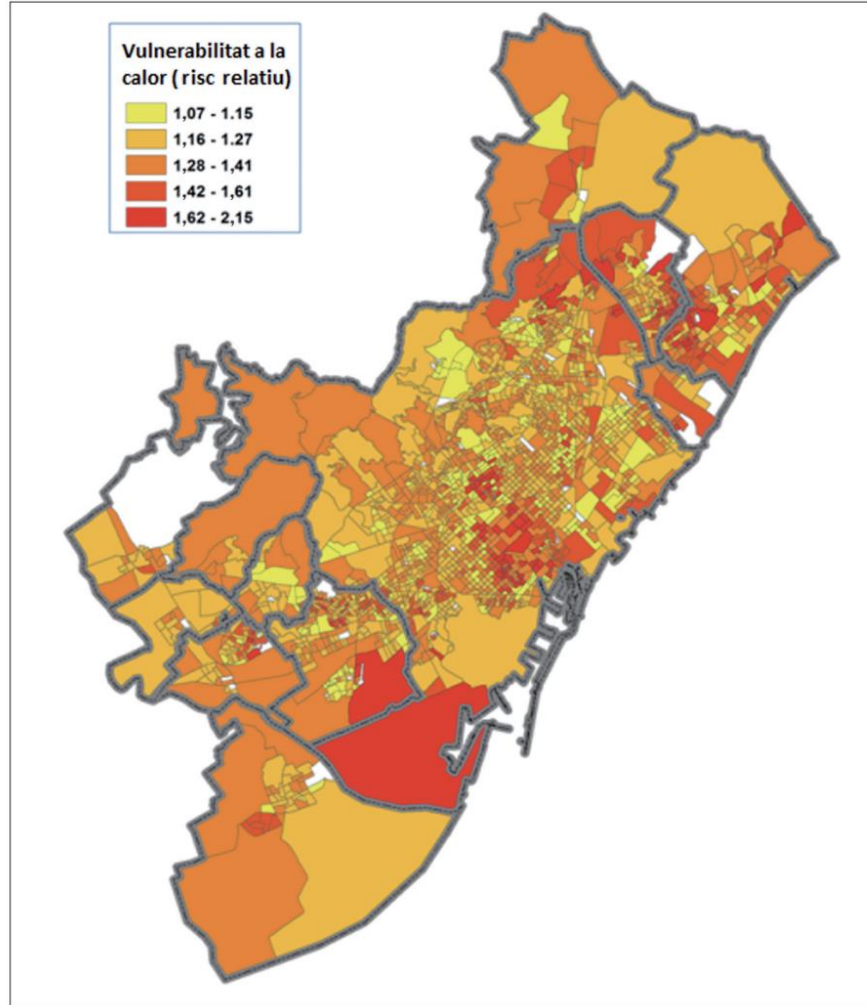 Vulnerabilitat a la
calor ( risc relatiu)
1,07 - 1.15
1,16 - 1.27
1,28 - 1,41
1,42 - 1,61
1,62 - 2,15